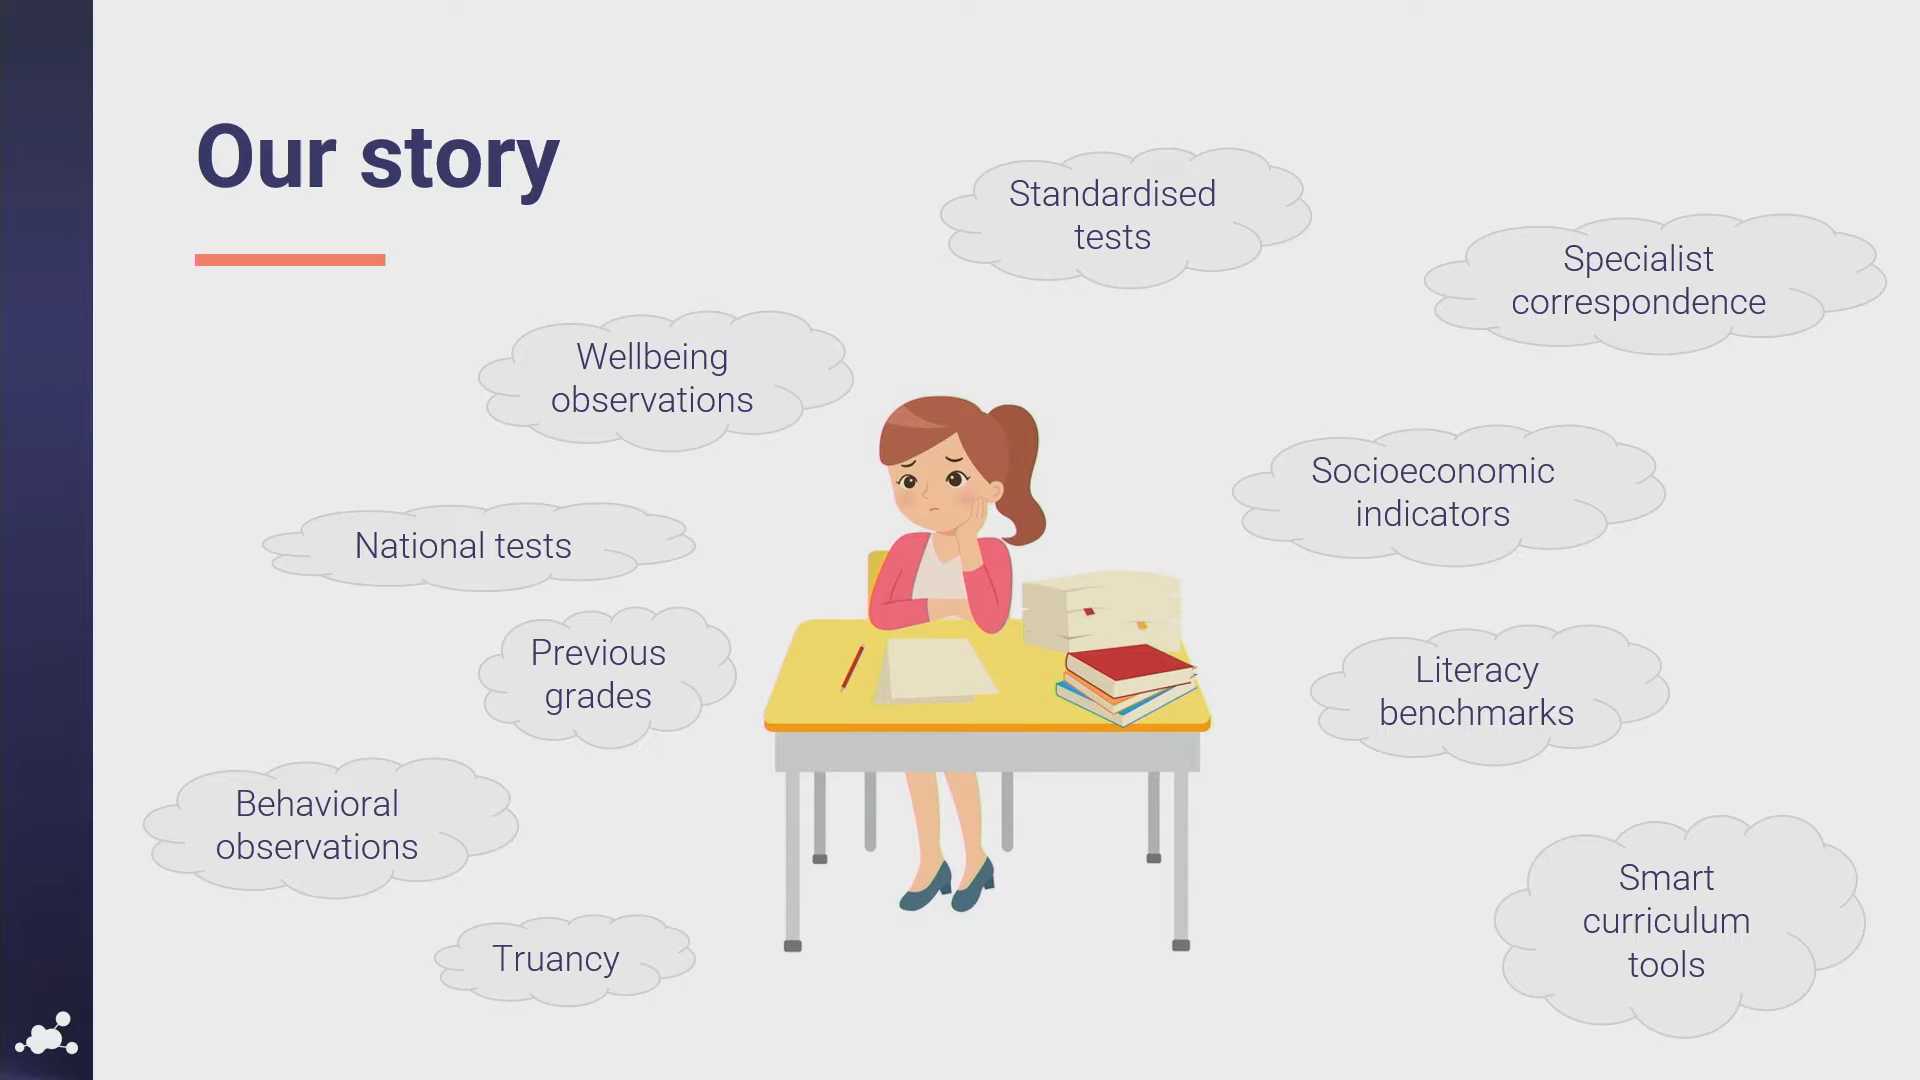 Our story
Standardised
tests
Specialist
correspondence
Wellbeing
observations
Socioeconomic
indicators
National tests
Previous
grades
Literacy
benchmarks
Behavioral
observations
Smart
curriculum
tools
Truancy